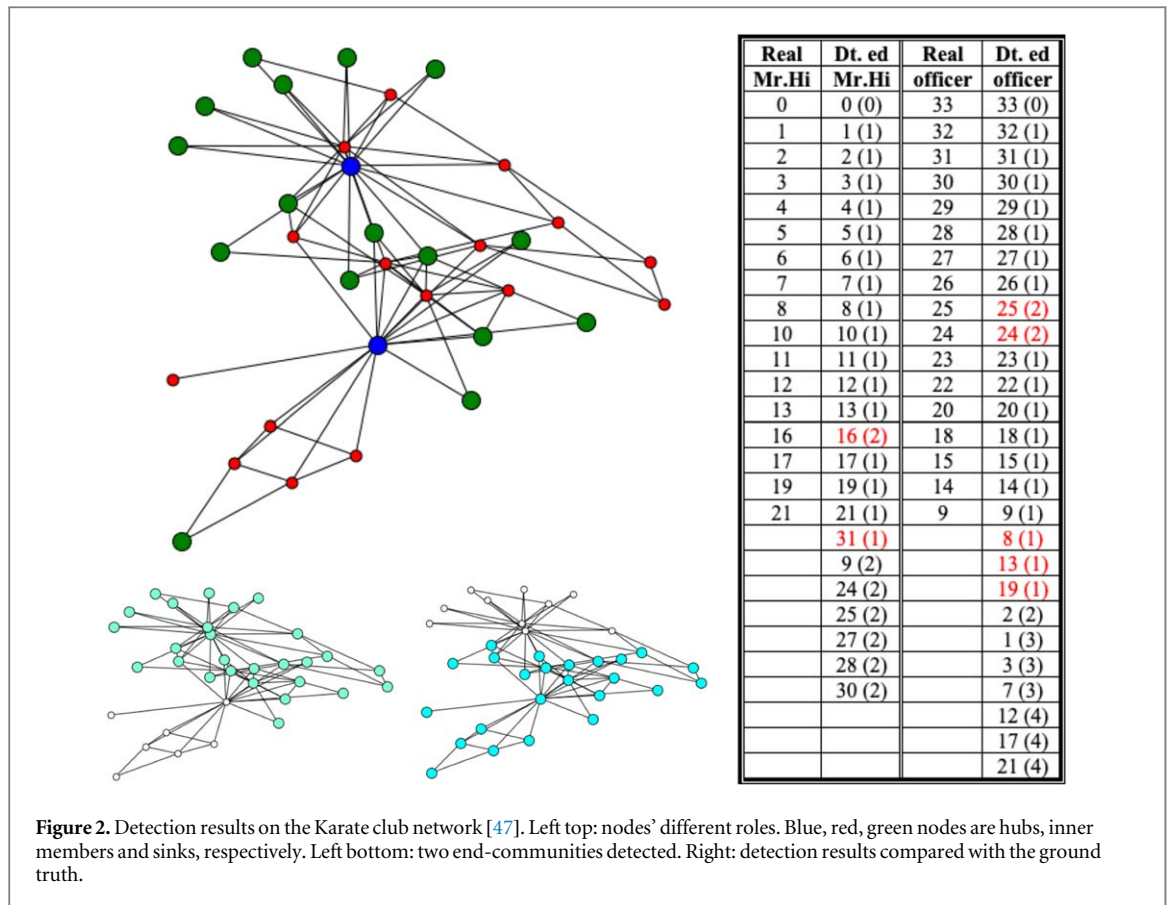 Real Dt. ed Real Dt. ed
Mr.Hi Mr.Hi officer officer
0 0 (0) 33 33 (0)
1 1 (1) 32 32 (1)
2 2 (1) 31 31 (1)
3 3 (1) 30 30 (1)
4 4 (1) 29 29 (1)
5 5 (1) 28 28 (1)
6 6 (1) 27 27 (1)
7 7 (1) 26 26 (1)
8 8 (1) 25 25 (2)
10 10 (1) 24 24 (2)
11 11 (1) 23 23 (1)
12 12 (1) 22 22 (1)
13 13 (1) 20 20 (1)
16 16 (2) 18 18 (1)
17 17 (1) 15 15 (1)
19 19 (1) 14 14 (1)
21 21 (1) 9 9 (1)
31 (1) 8 (1)
9 (2) 13 (1)
24 (2) 19 (1)
25 (2) 2 (2)
27 (2) 1 (3)
28 (2) 3 (3)
30 (2) 7 (3)
12 (4)
17 (4)
21 (4)
Figure 2. Detection results on the Karate club network [47]. Left top: nodes' different roles. Blue, red, green nodes are hubs, inner
members and sinks, respectively. Left bottom: two end-communities detected. Right: detection results compared with the ground
truth.